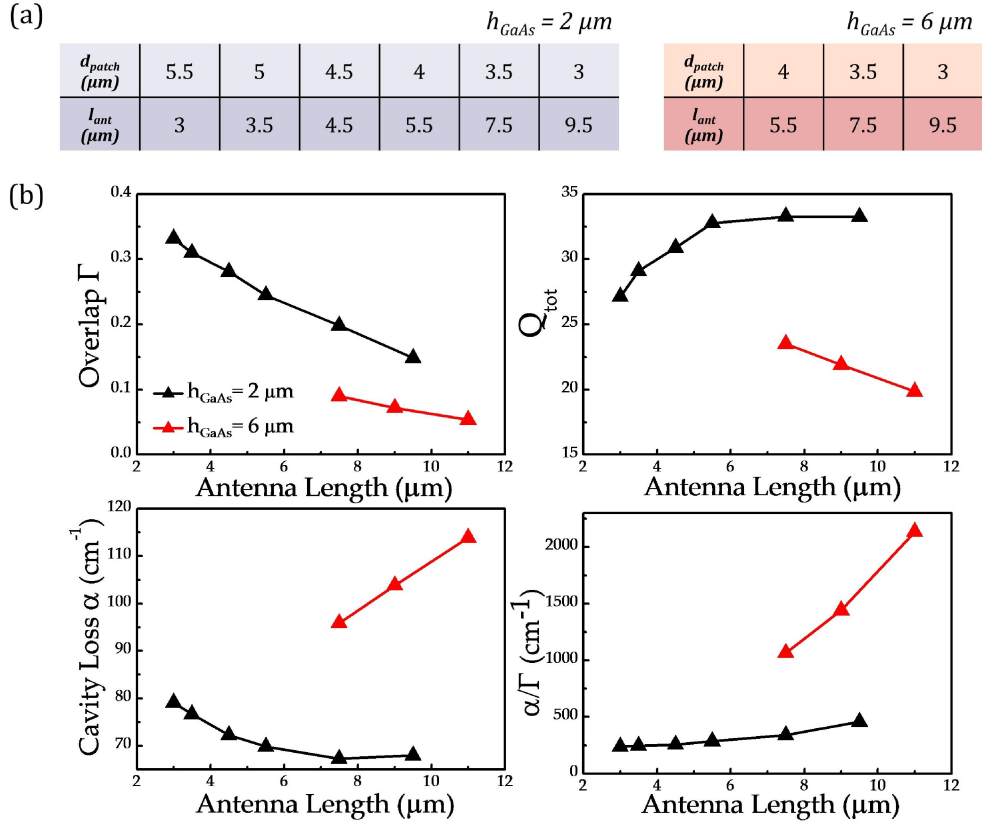 (a)
h_GaAs = 2 μm
h_GaAs = 6 μm
d_patch (μm) 5.5 5 4.5 4 3.5 3
l_ant (μm) 3 3.5 4.5 5.5 7.5 9.5
d_patch (μm) 4 3.5 3
l_ant (μm) 5.5 7.5 9.5
(b)
Overlap Γ
0.4
0.3
0.2
0.1
0.0
h_GaAs= 2 μm
h_GaAs= 6 μm
2 4 6 8 10 12
Antenna Length (μm)
Q_tot
35
30
25
20
15
2 4 6 8 10 12
Antenna Length (μm)
Cavity Loss α (cm⁻¹)
120
110
100
90
80
70
2 4 6 8 10 12
Antenna Length (μm)
α/Γ (cm⁻¹)
2000
1500
1000
500
0
2 4 6 8 10 12
Antenna Length (μm)